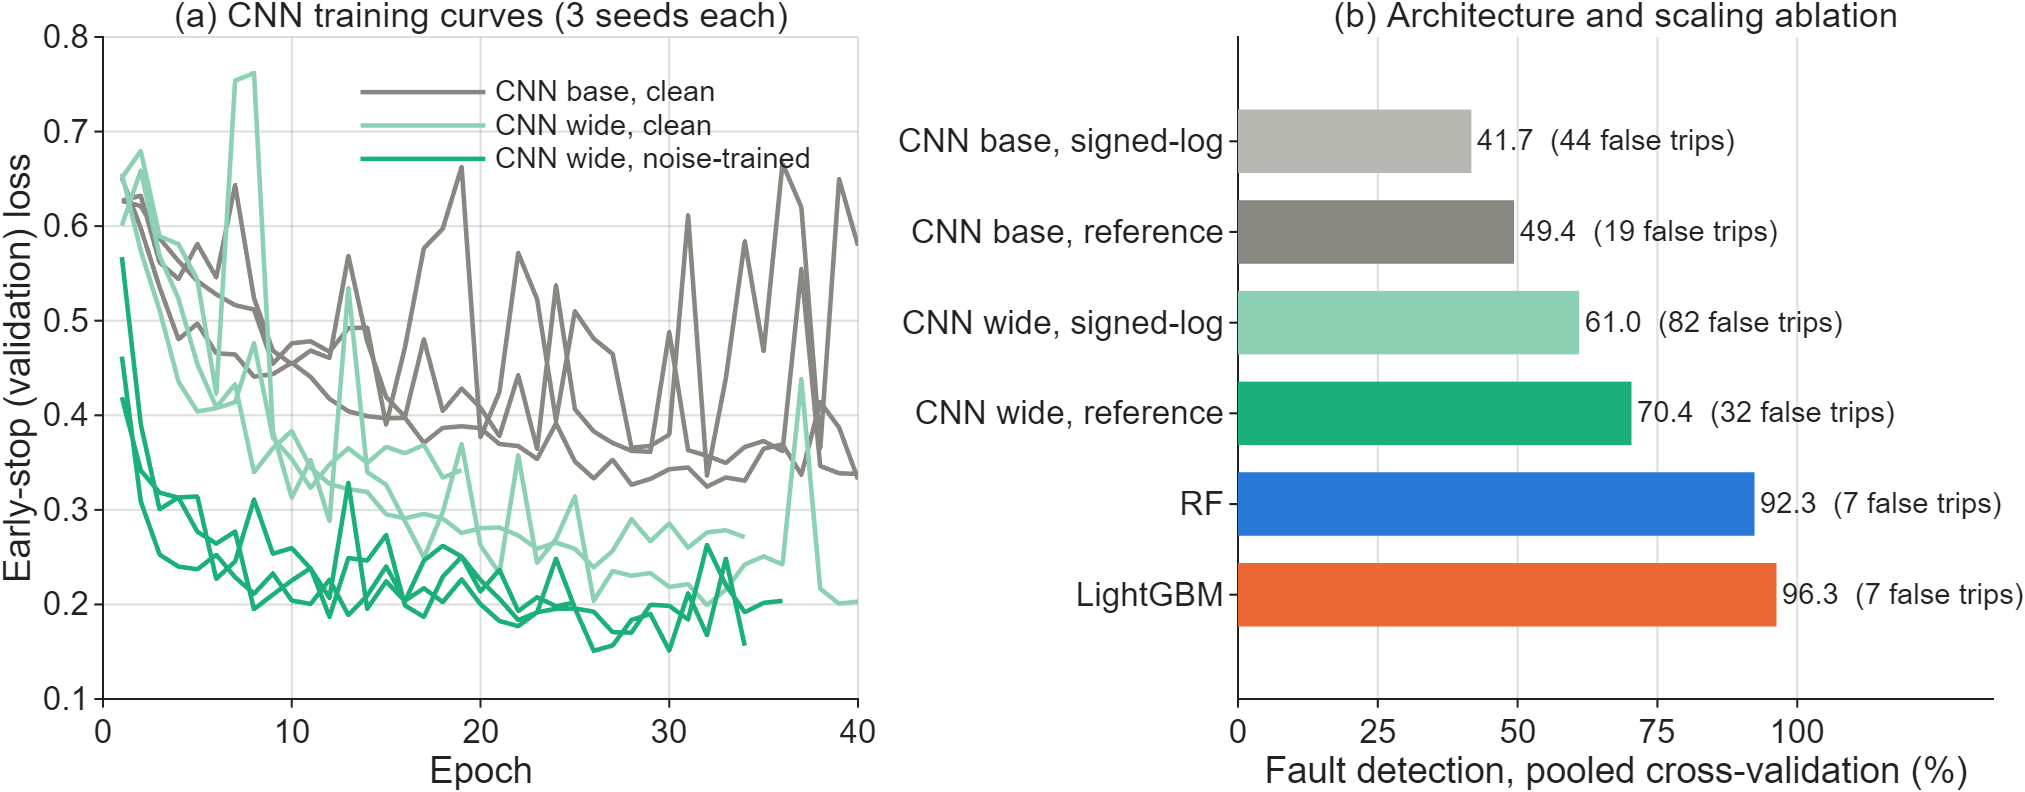 (a) CNN training curves (3 seeds each)
Early-stop (validation) loss
0.8
0.7
0.6
0.5
0.4
0.3
0.2
0.1
CNN base, clean
CNN wide, clean
CNN wide, noise-trained
0 10 20 30 40
Epoch
(b) Architecture and scaling ablation
CNN base, signed-log 41.7 (44 false trips)
CNN base, reference 49.4 (19 false trips)
CNN wide, signed-log 61.0 (82 false trips)
CNN wide, reference 70.4 (32 false trips)
RF 92.3 (7 false trips)
LightGBM 96.3 (7 false trips)
0 25 50 75 100
Fault detection, pooled cross-validation (%)